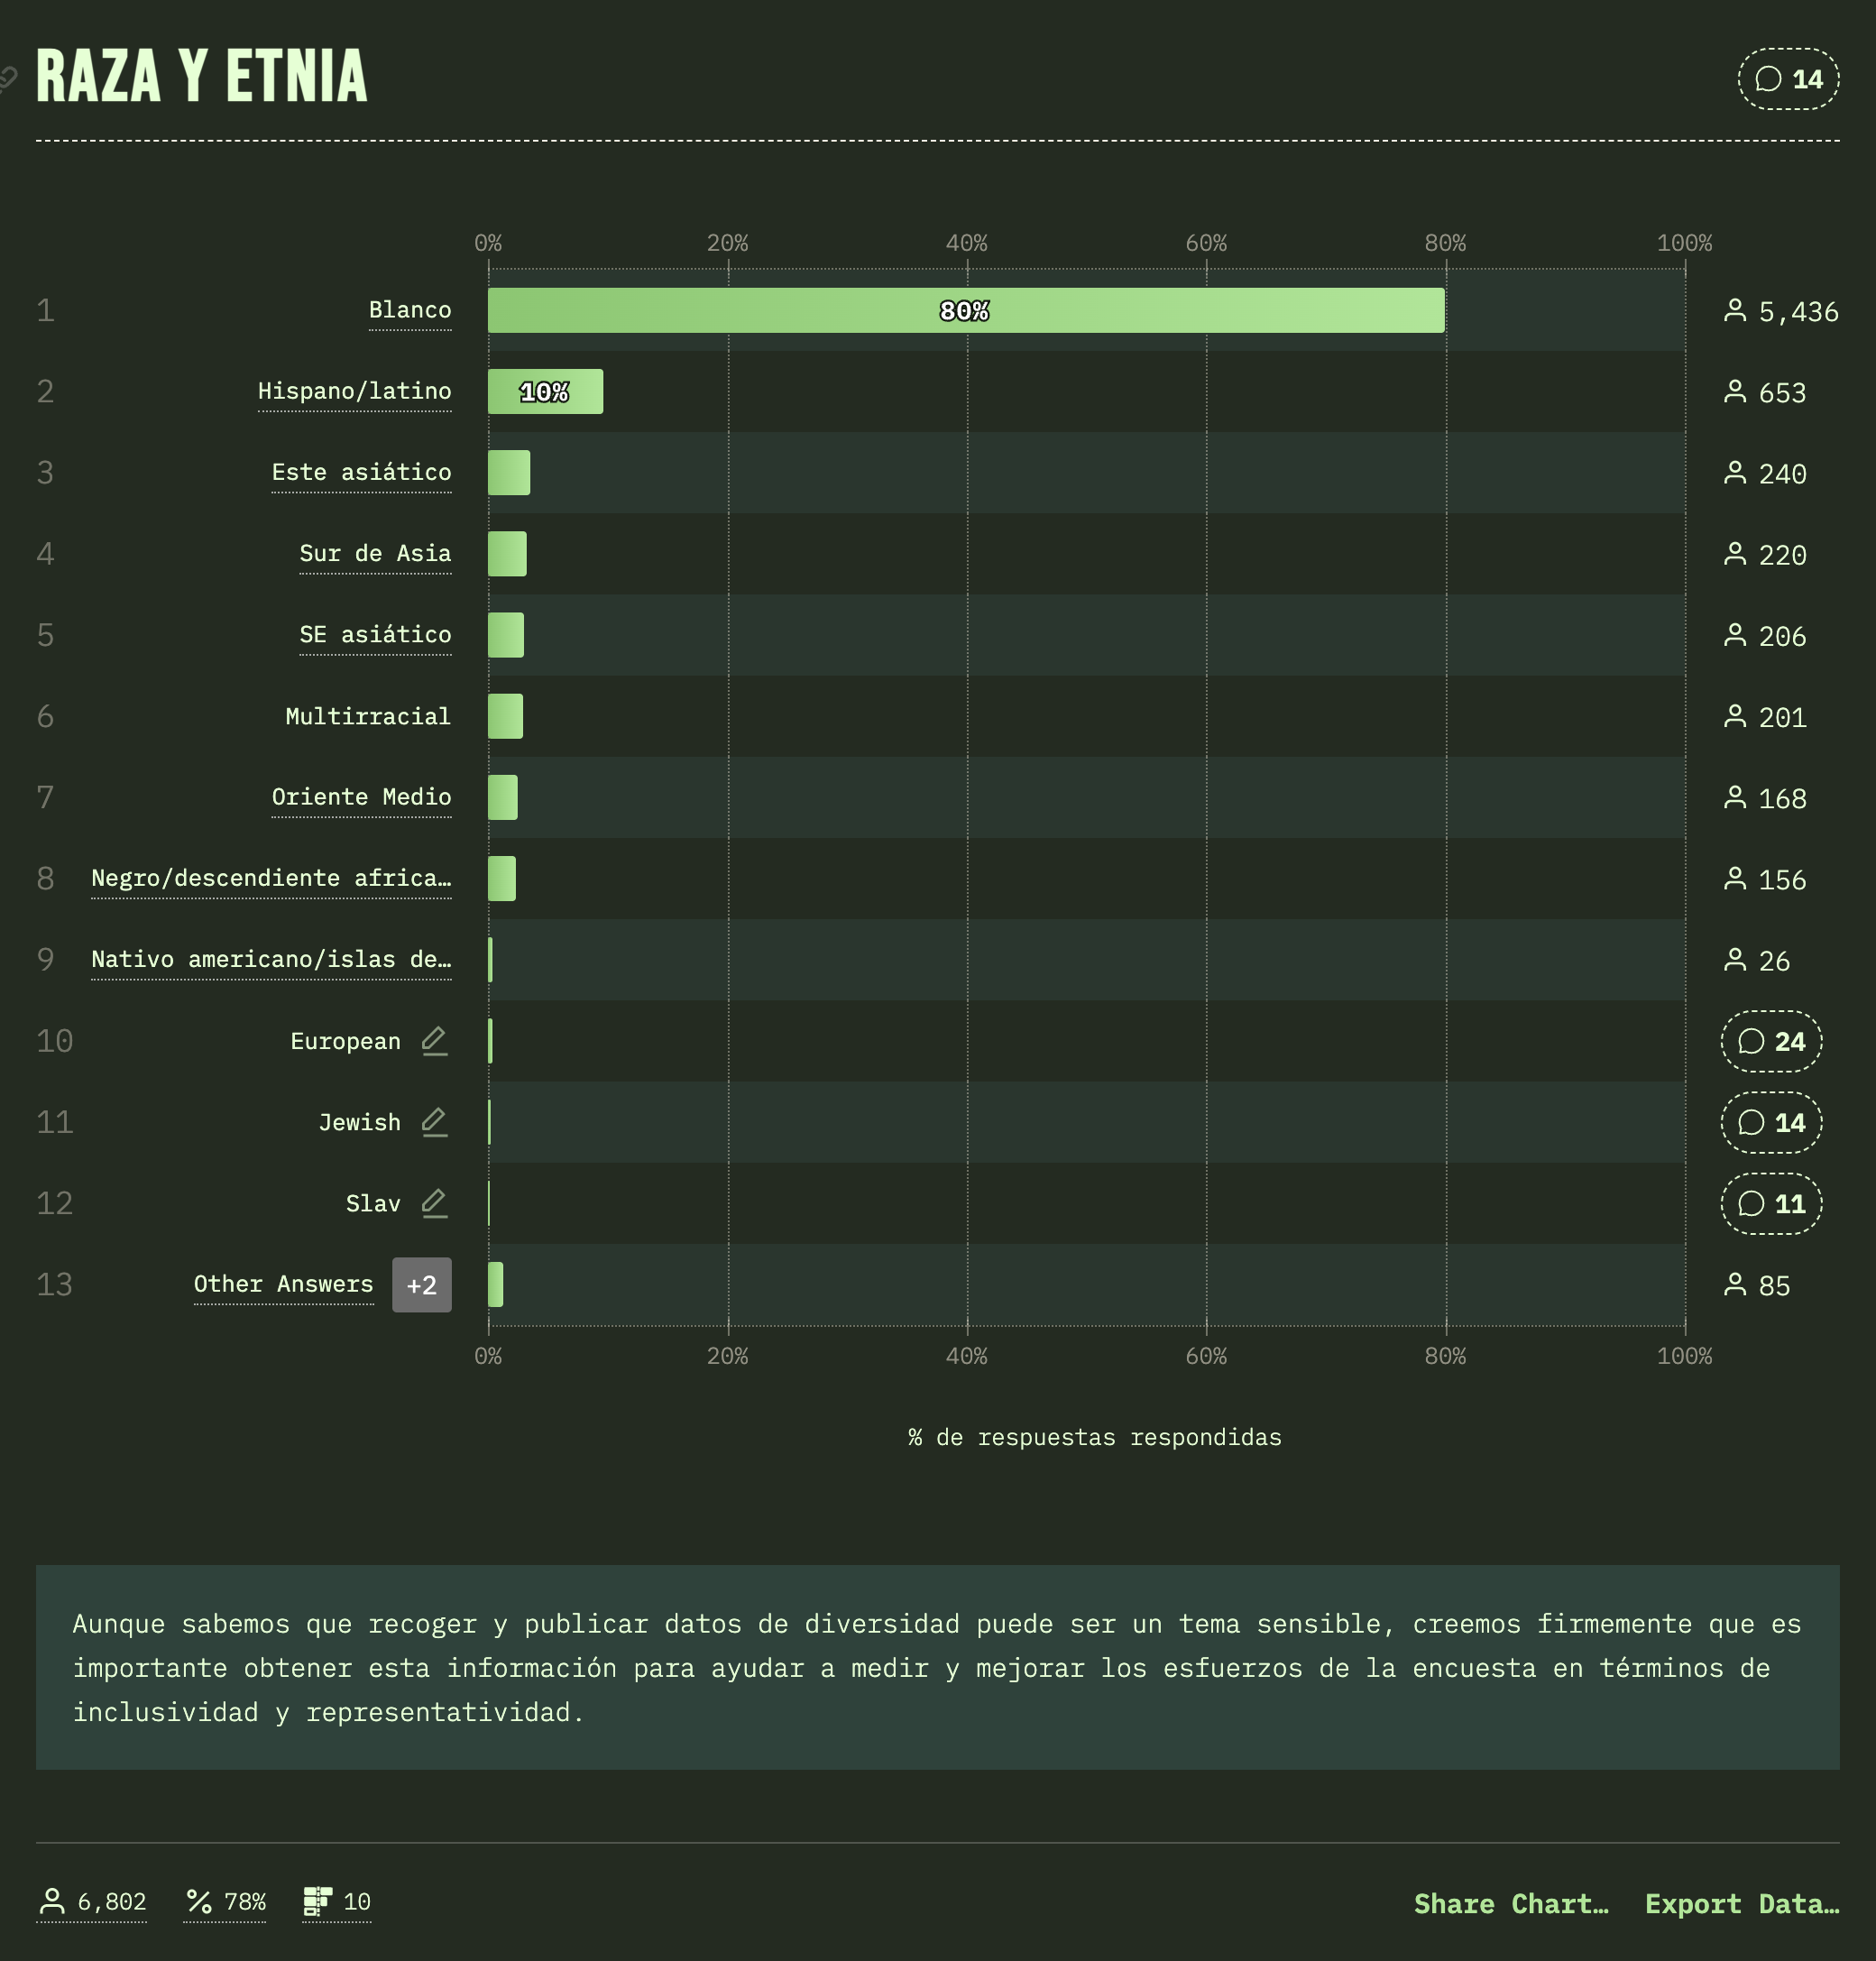 RAZA Y ETNIA
14
0% 20% 40% 60% 80% 100%
1 Blanco 80% 5,436
2 Hispano/latino 10% 653
3 Este asiático 240
4 Sur de Asia 220
5 SE asiático 206
6 Multirracial 201
7 Oriente Medio 168
8 Negro/descendiente africa… 156
9 Nativo americano/islas de… 26
10 European 24
11 Jewish 14
12 Slav 11
13 Other Answers +2 85
0% 20% 40% 60% 80% 100%
% de respuestas respondidas
Aunque sabemos que recoger y publicar datos de diversidad puede ser un tema sensible, creemos firmemente que es
importante obtener esta información para ayudar a medir y mejorar los esfuerzos de la encuesta en términos de
inclusividad y representatividad.
6,802 % 78% 10 Share Chart… Export Data…